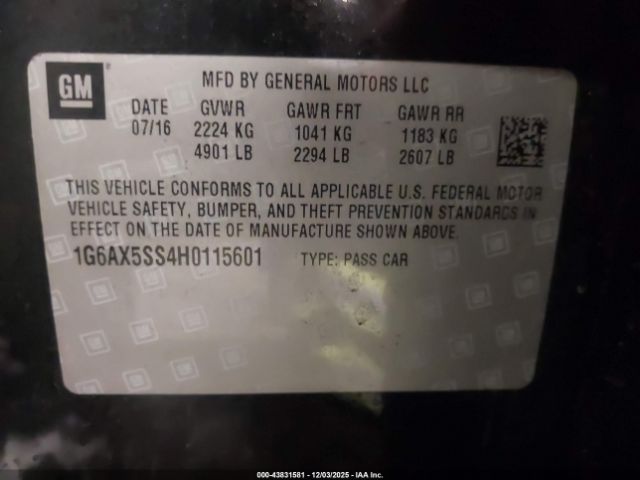 GM
MFD BY GENERAL MOTORS LLC
DATE GVWR GAWR FRT GAWR RR
07/16 2224 KG 1041 KG 1183 KG
4901 LB 2294 LB 2607 LB
THIS VEHICLE CONFORMS TO ALL APPLICABLE U.S. FEDERAL MOTOR
VEHICLE SAFETY, BUMPER, AND THEFT PREVENTION STANDARDS IN
EFFECT ON THE DATE OF MANUFACTURE SHOWN ABOVE.
1G6AX5SS4H0115601 TYPE: PASS CAR
000-43831581 - 12/03/2025 - IAA Inc.